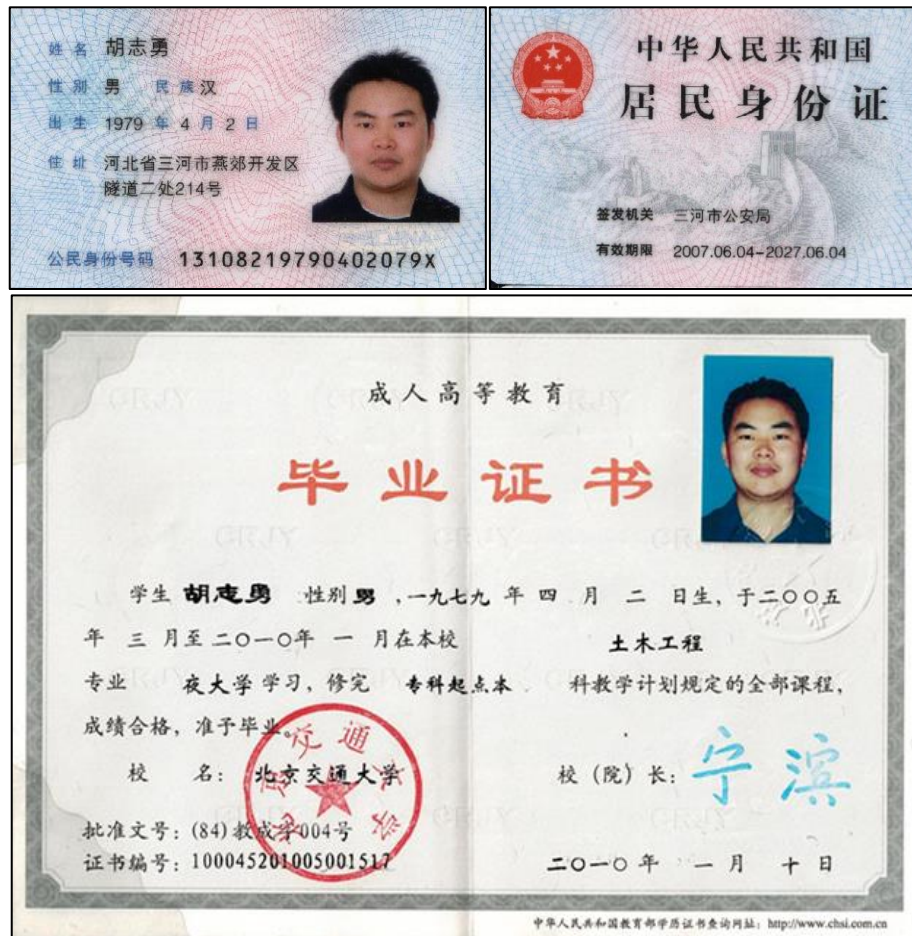 姓名 胡志勇
性别 男 民族 汉
出生 1979 年 4 月 2 日
住址 河北省三河市燕郊开发区
隧道二处214号
公民身份号码 13108219790402079X
中华人民共和国
居民身份证
签发机关 三河市公安局
有效期限 2007.06.04-2027.06.04
成人高等教育
毕业证书
学生 胡志勇 性别 男 ,一九七九 年 四 月 二 日生, 于二〇〇五
年 三 月至二〇一〇年 一 月在本校 土木工程
专业 夜大学 学习, 修完 专科起点本 科教学计划规定的全部课程,
成绩合格, 准予毕业。
校 名: 北京交通大学 校(院)长: 宁滨
北京交通大学
批准文号: (84)教成字004号
证书编号: 100045201005001517 二〇一〇 年 一 月 十 日
中华人民共和国教育部学历证书查询网址: http://www.chsi.com.cn